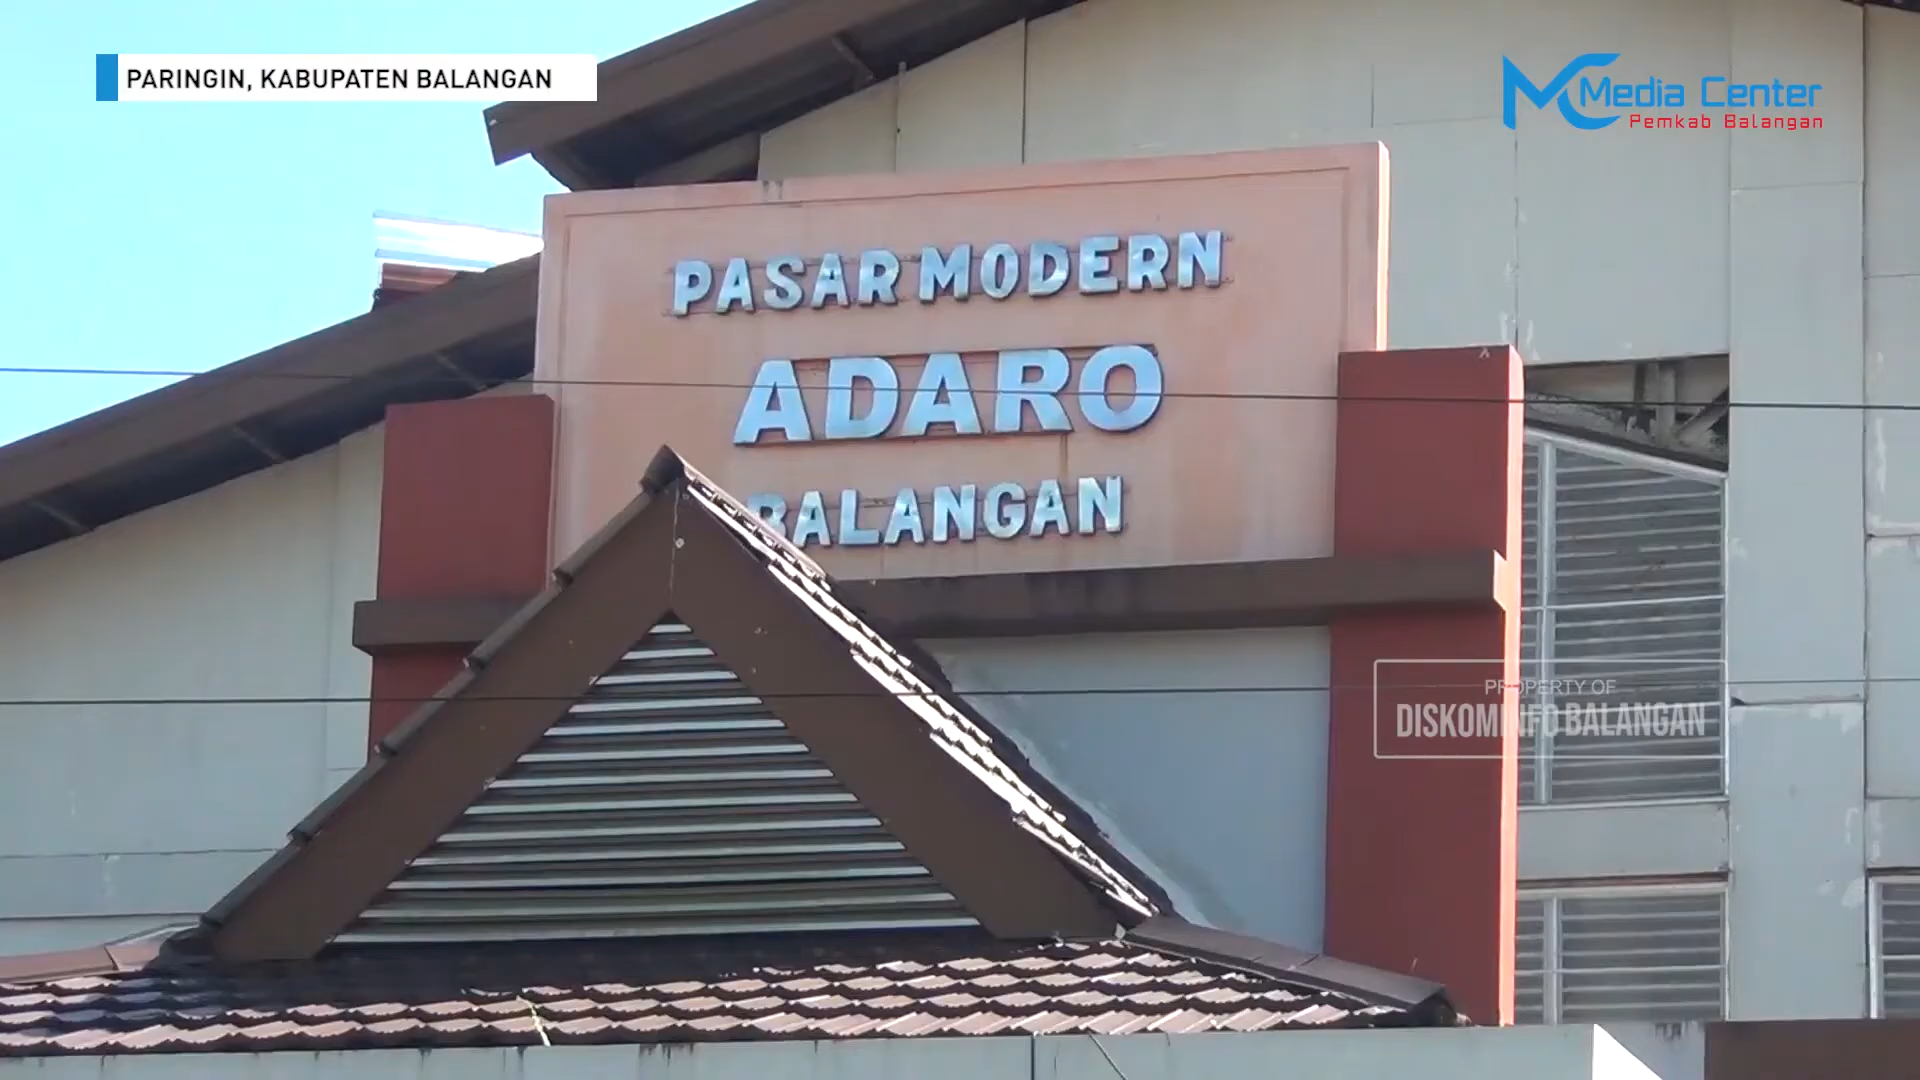 PARINGIN, KABUPATEN BALANGAN
Media Center
Pemkab Balangan
PASAR MODERN
ADARO
BALANGAN
PROPERTY OF
DISKOMINFO BALANGAN